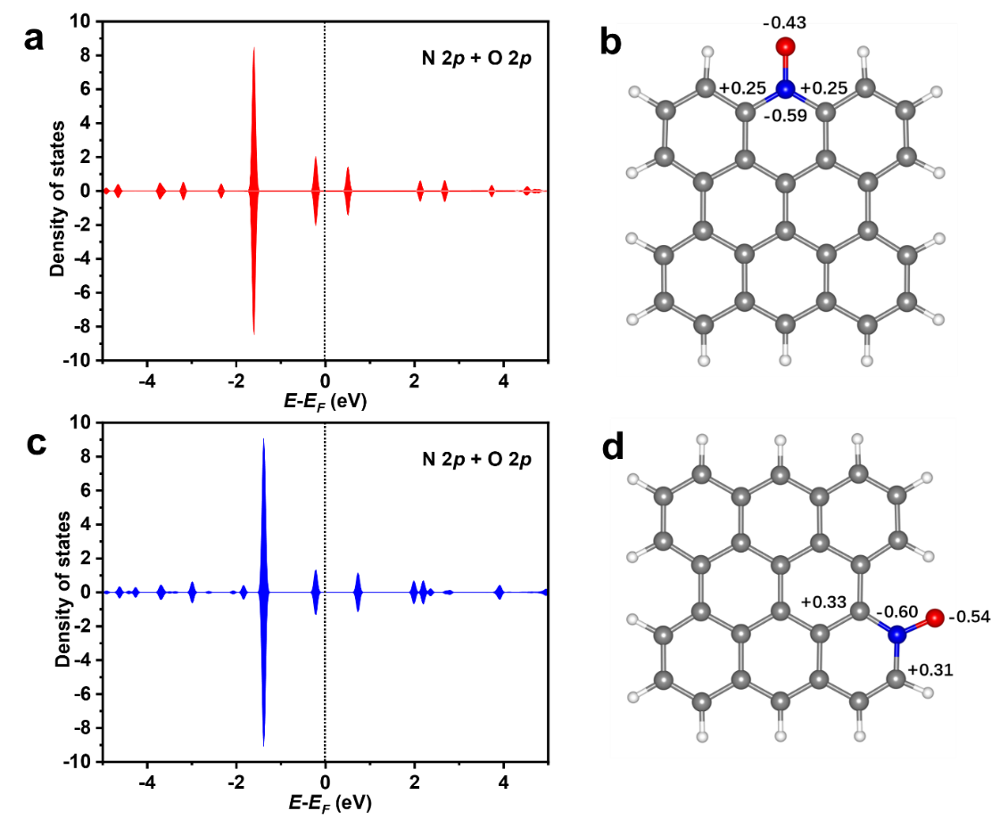 a
10
8
6
4
2
0
-2
-4
-6
-8
-10
Density of states
N 2p + O 2p
-4 -2 0 2 4
E-EF (eV)
b
-0.43
+0.25 +0.25
-0.59
c
10
8
6
4
2
0
-2
-4
-6
-8
-10
Density of states
N 2p + O 2p
-4 -2 0 2 4
E-EF (eV)
d
+0.33 -0.60 -0.54
+0.31